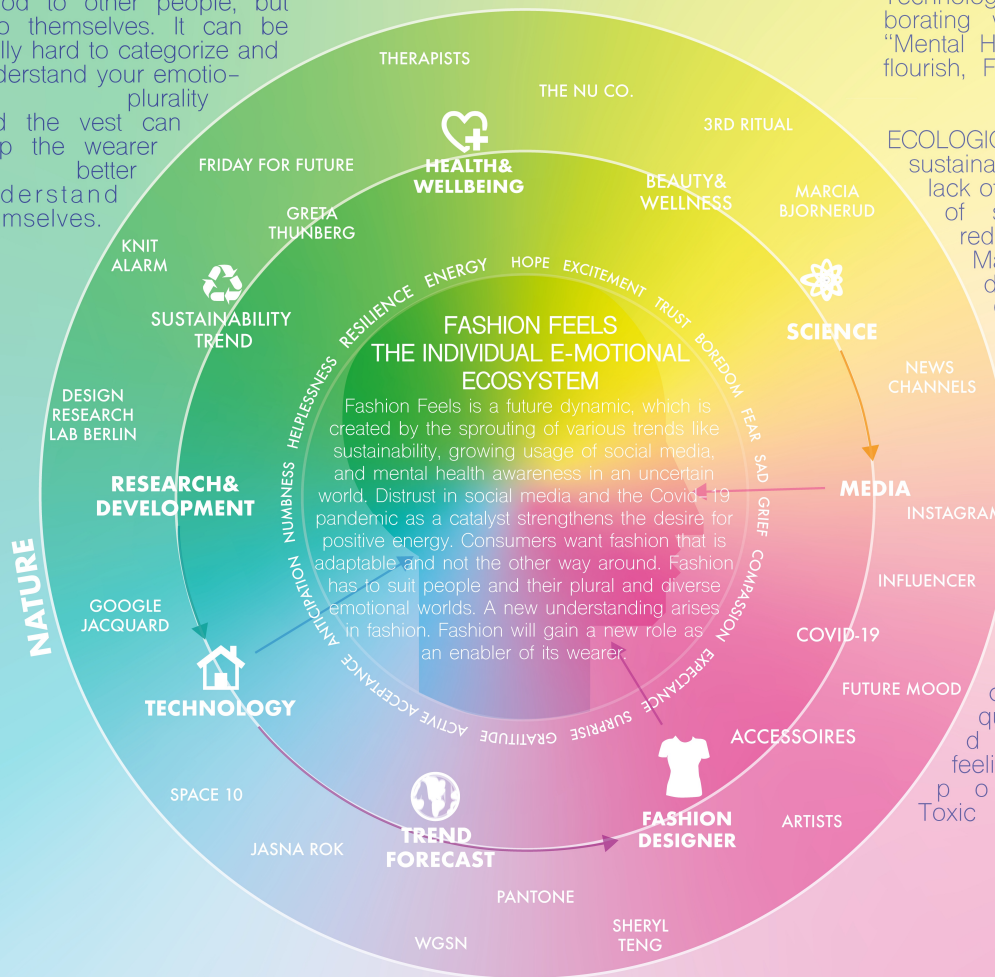 od to other people, but
themselves. It can be
hard to categorize and
your emotio-
plurality
the vest can
the wearer
better
mselves.
borating
"Mental
flourish,
ECOLOGIC
sustaina
lack of
of
red
Ma
feeli
Toxic
NATURE
THERAPISTS
THE NU CO.
3RD RITUAL
FRIDAY FOR FUTURE
HEALTH&
WELLBEING
BEAUTY&
WELLNESS
MARCIA
BJORNERUD
GRETA
THUNBERG
KNIT
ALARM
SUSTAINABILITY
TREND
SCIENCE
NEWS
CHANNELS
DESIGN
RESEARCH
LAB BERLIN
RESEARCH&
DEVELOPMENT
MEDIA
INSTAGRAM
INFLUENCER
GOOGLE
JACQUARD
COVID-19
TECHNOLOGY
FUTURE MOOD
ACCESSOIRES
SPACE 10
FASHION
DESIGNER
ARTISTS
JASNA ROK
TREND
FORECAST
PANTONE
WGSN
SHERYL
TENG
HOPE EXCITEMENT TRUST BOREDOM FEAR SAD GRIEF COMPASSION EXPECTANCE SURPRISE GRATITUDE ACTIVE ACCEPTANCE ANTICIPATION NUMBNESS HELPLESSNESS RESILIENCE ENERGY
FASHION FEELS
THE INDIVIDUAL E-MOTIONAL
ECOSYSTEM
Fashion Feels is a future dynamic, which is
created by the sprouting of various trends like
sustainability, growing usage of social media,
and mental health awareness in an uncertain
world. Distrust in social media and the Covid-19
pandemic as a catalyst strengthens the desire for
positive energy. Consumers want fashion that is
adaptable and not the other way around. Fashion
has to suit people and their plural and diverse
emotional worlds. A new understanding arises
in fashion. Fashion will gain a new role as
an enabler of its wearer.